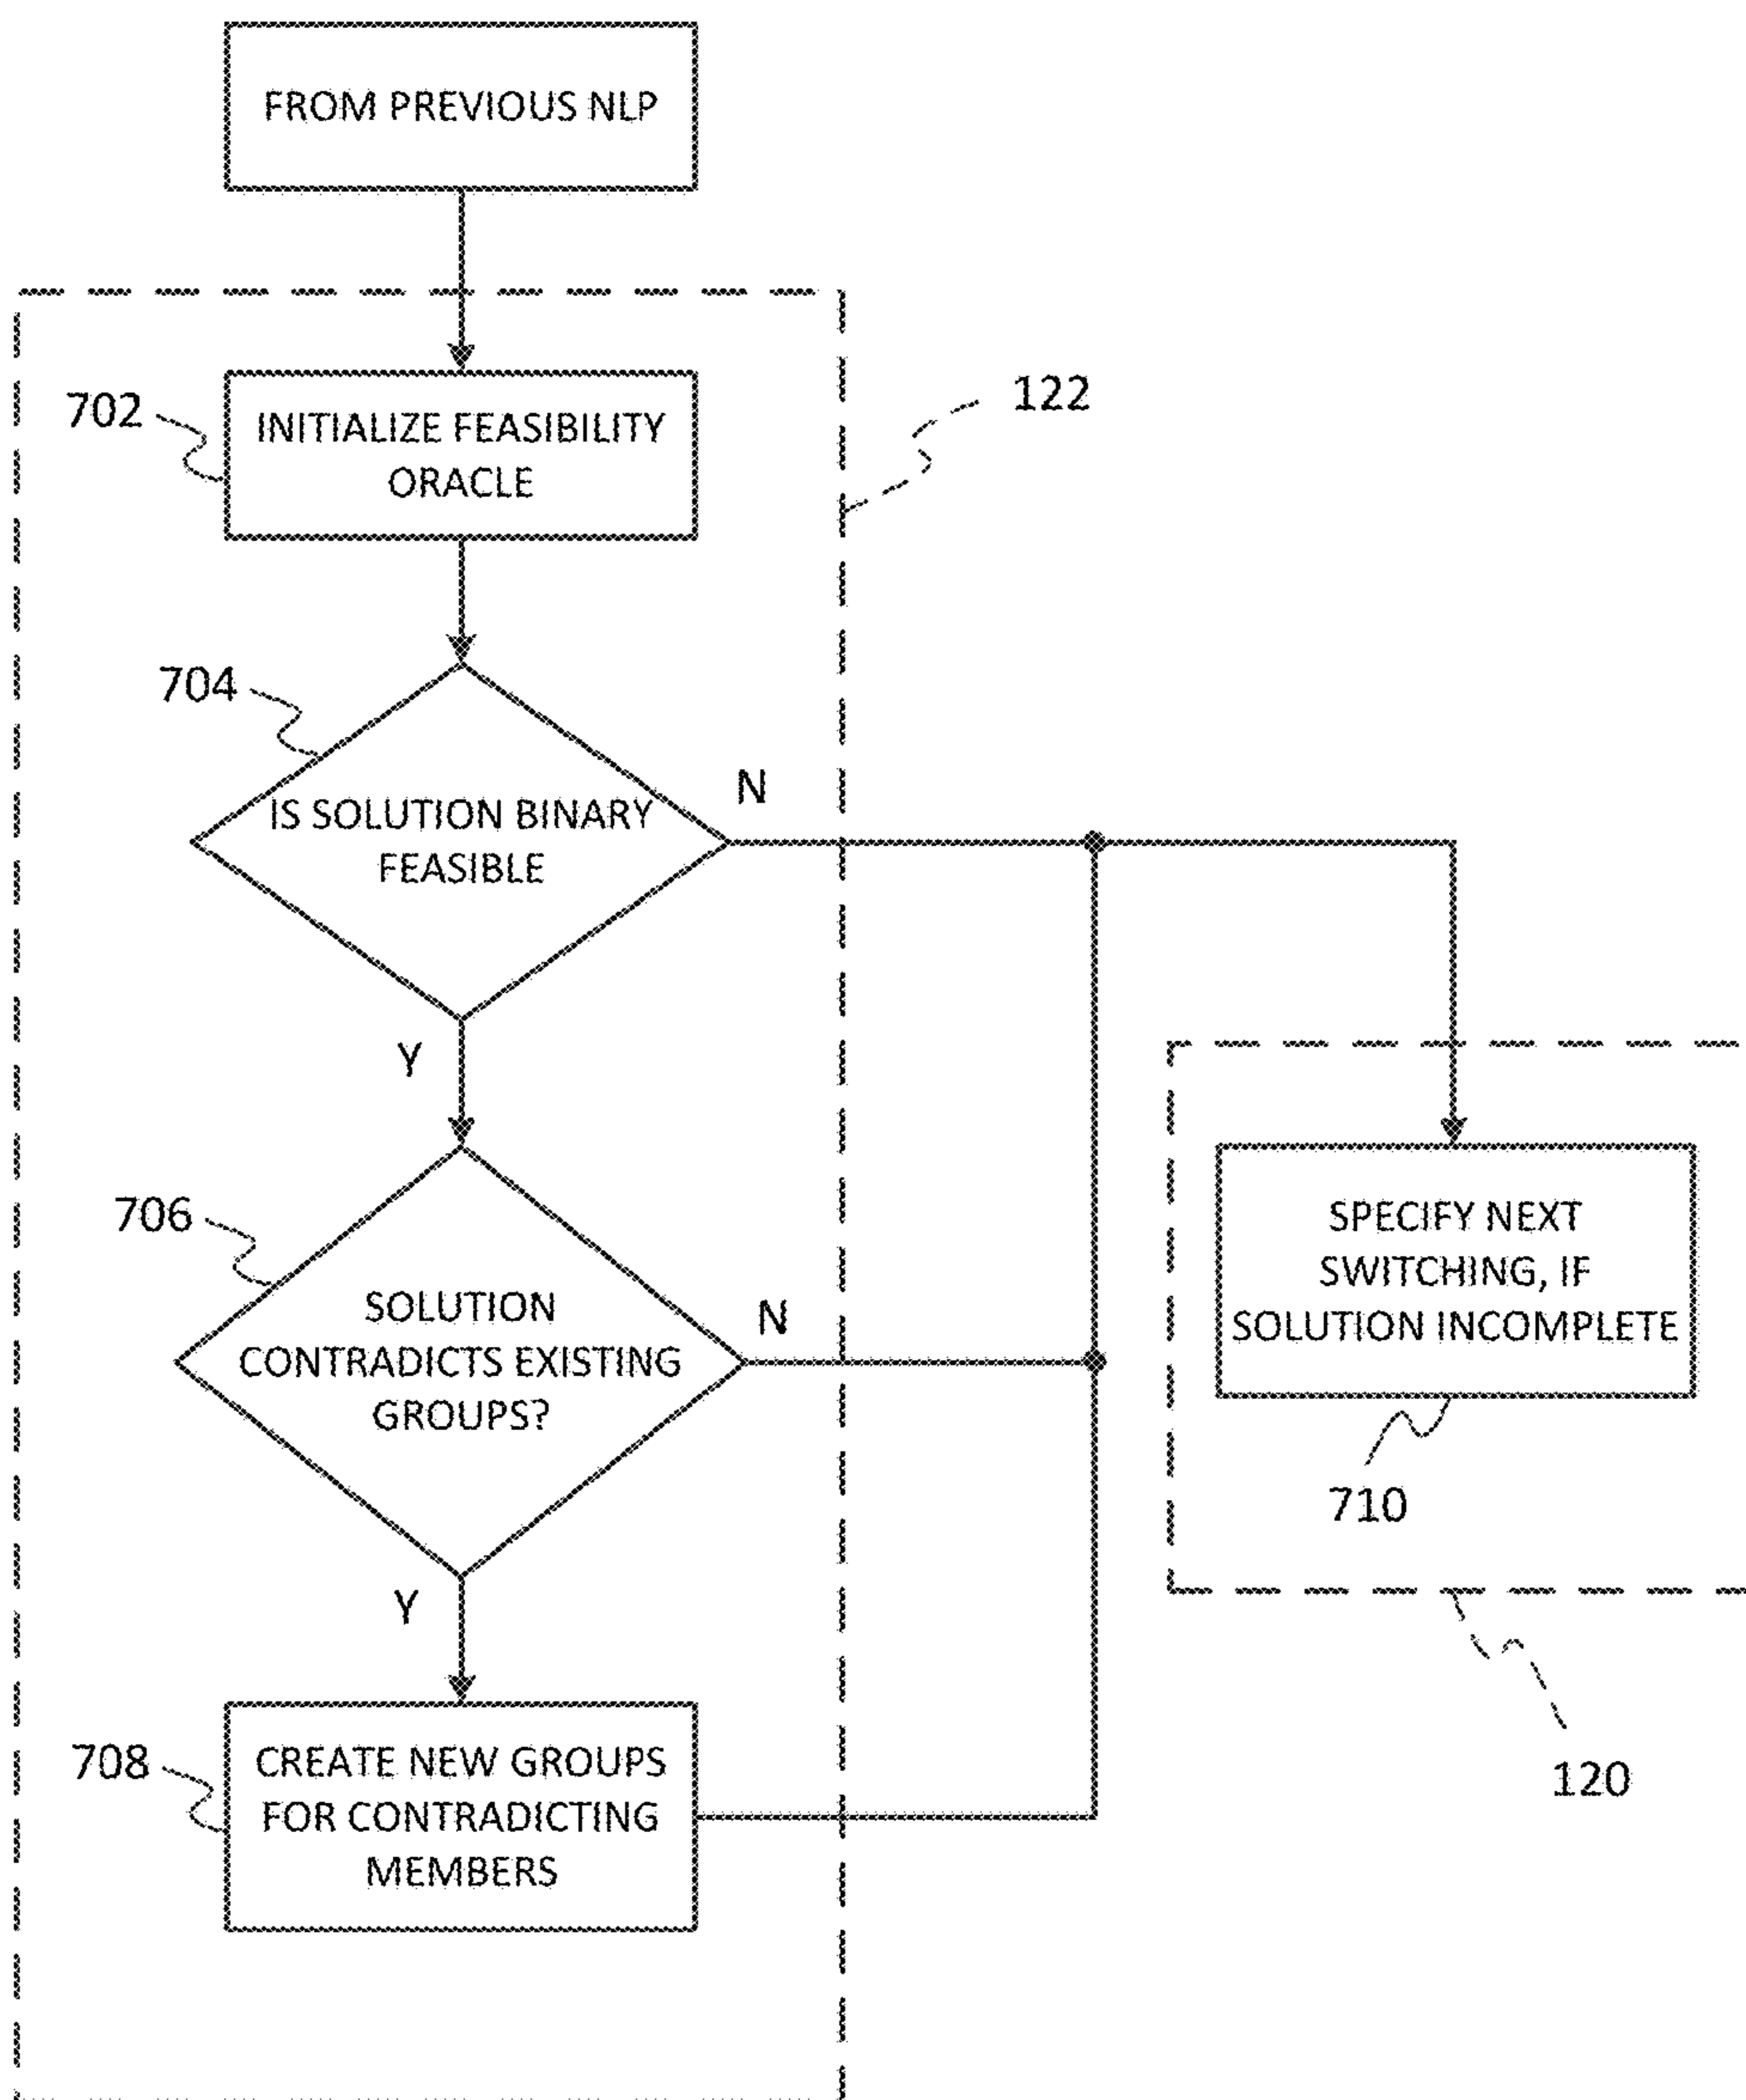 FROM PREVIOUS NLP
702
INITIALIZE FEASIBILITY
ORACLE
122
704
IS SOLUTION BINARY
FEASIBLE
N
Y
706
SOLUTION
CONTRADICTS EXISTING
GROUPS?
N
SPECIFY NEXT
SWITCHING, IF
SOLUTION INCOMPLETE
710
Y
708
CREATE NEW GROUPS
FOR CONTRADICTING
MEMBERS
120